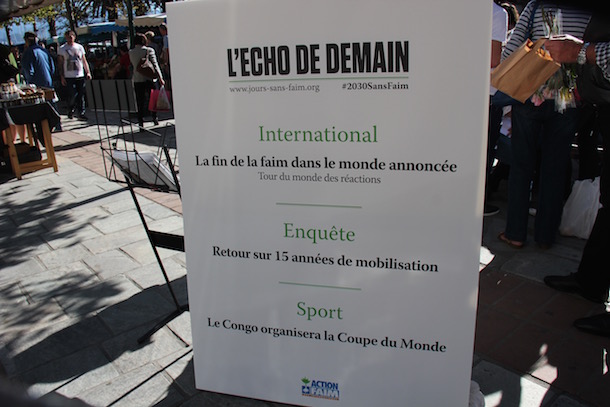 L'ECHO DE DEMAIN
www.jours-sans-faim.org #2030SansFaim
International
La fin de la faim dans le monde annoncée
Tour du monde des réactions
Enquête
Retour sur 15 années de mobilisation
Sport
Le Congo organisera la Coupe du Monde
ACTION
FAIM